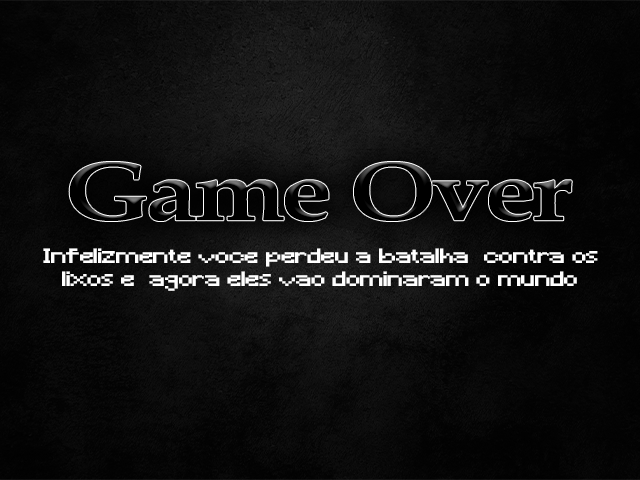 Game Over
Infelizmente voce perdeu a batalha contra os
lixos e agora eles vao dominaram o mundo